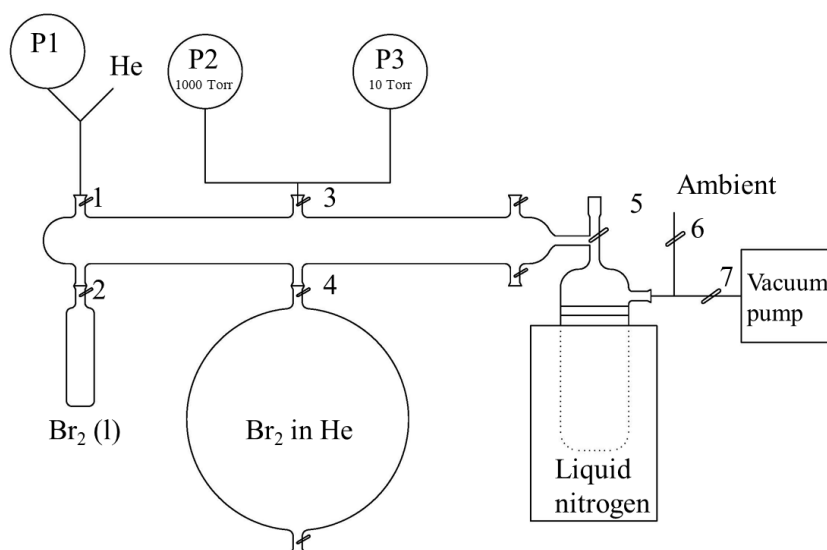 P1
He
P2
1000 Torr
P3
10 Torr
1
3
5
Ambient
6
2
4
7
Vacuum
pump
Br₂ (l)
Br₂ in He
Liquid
nitrogen